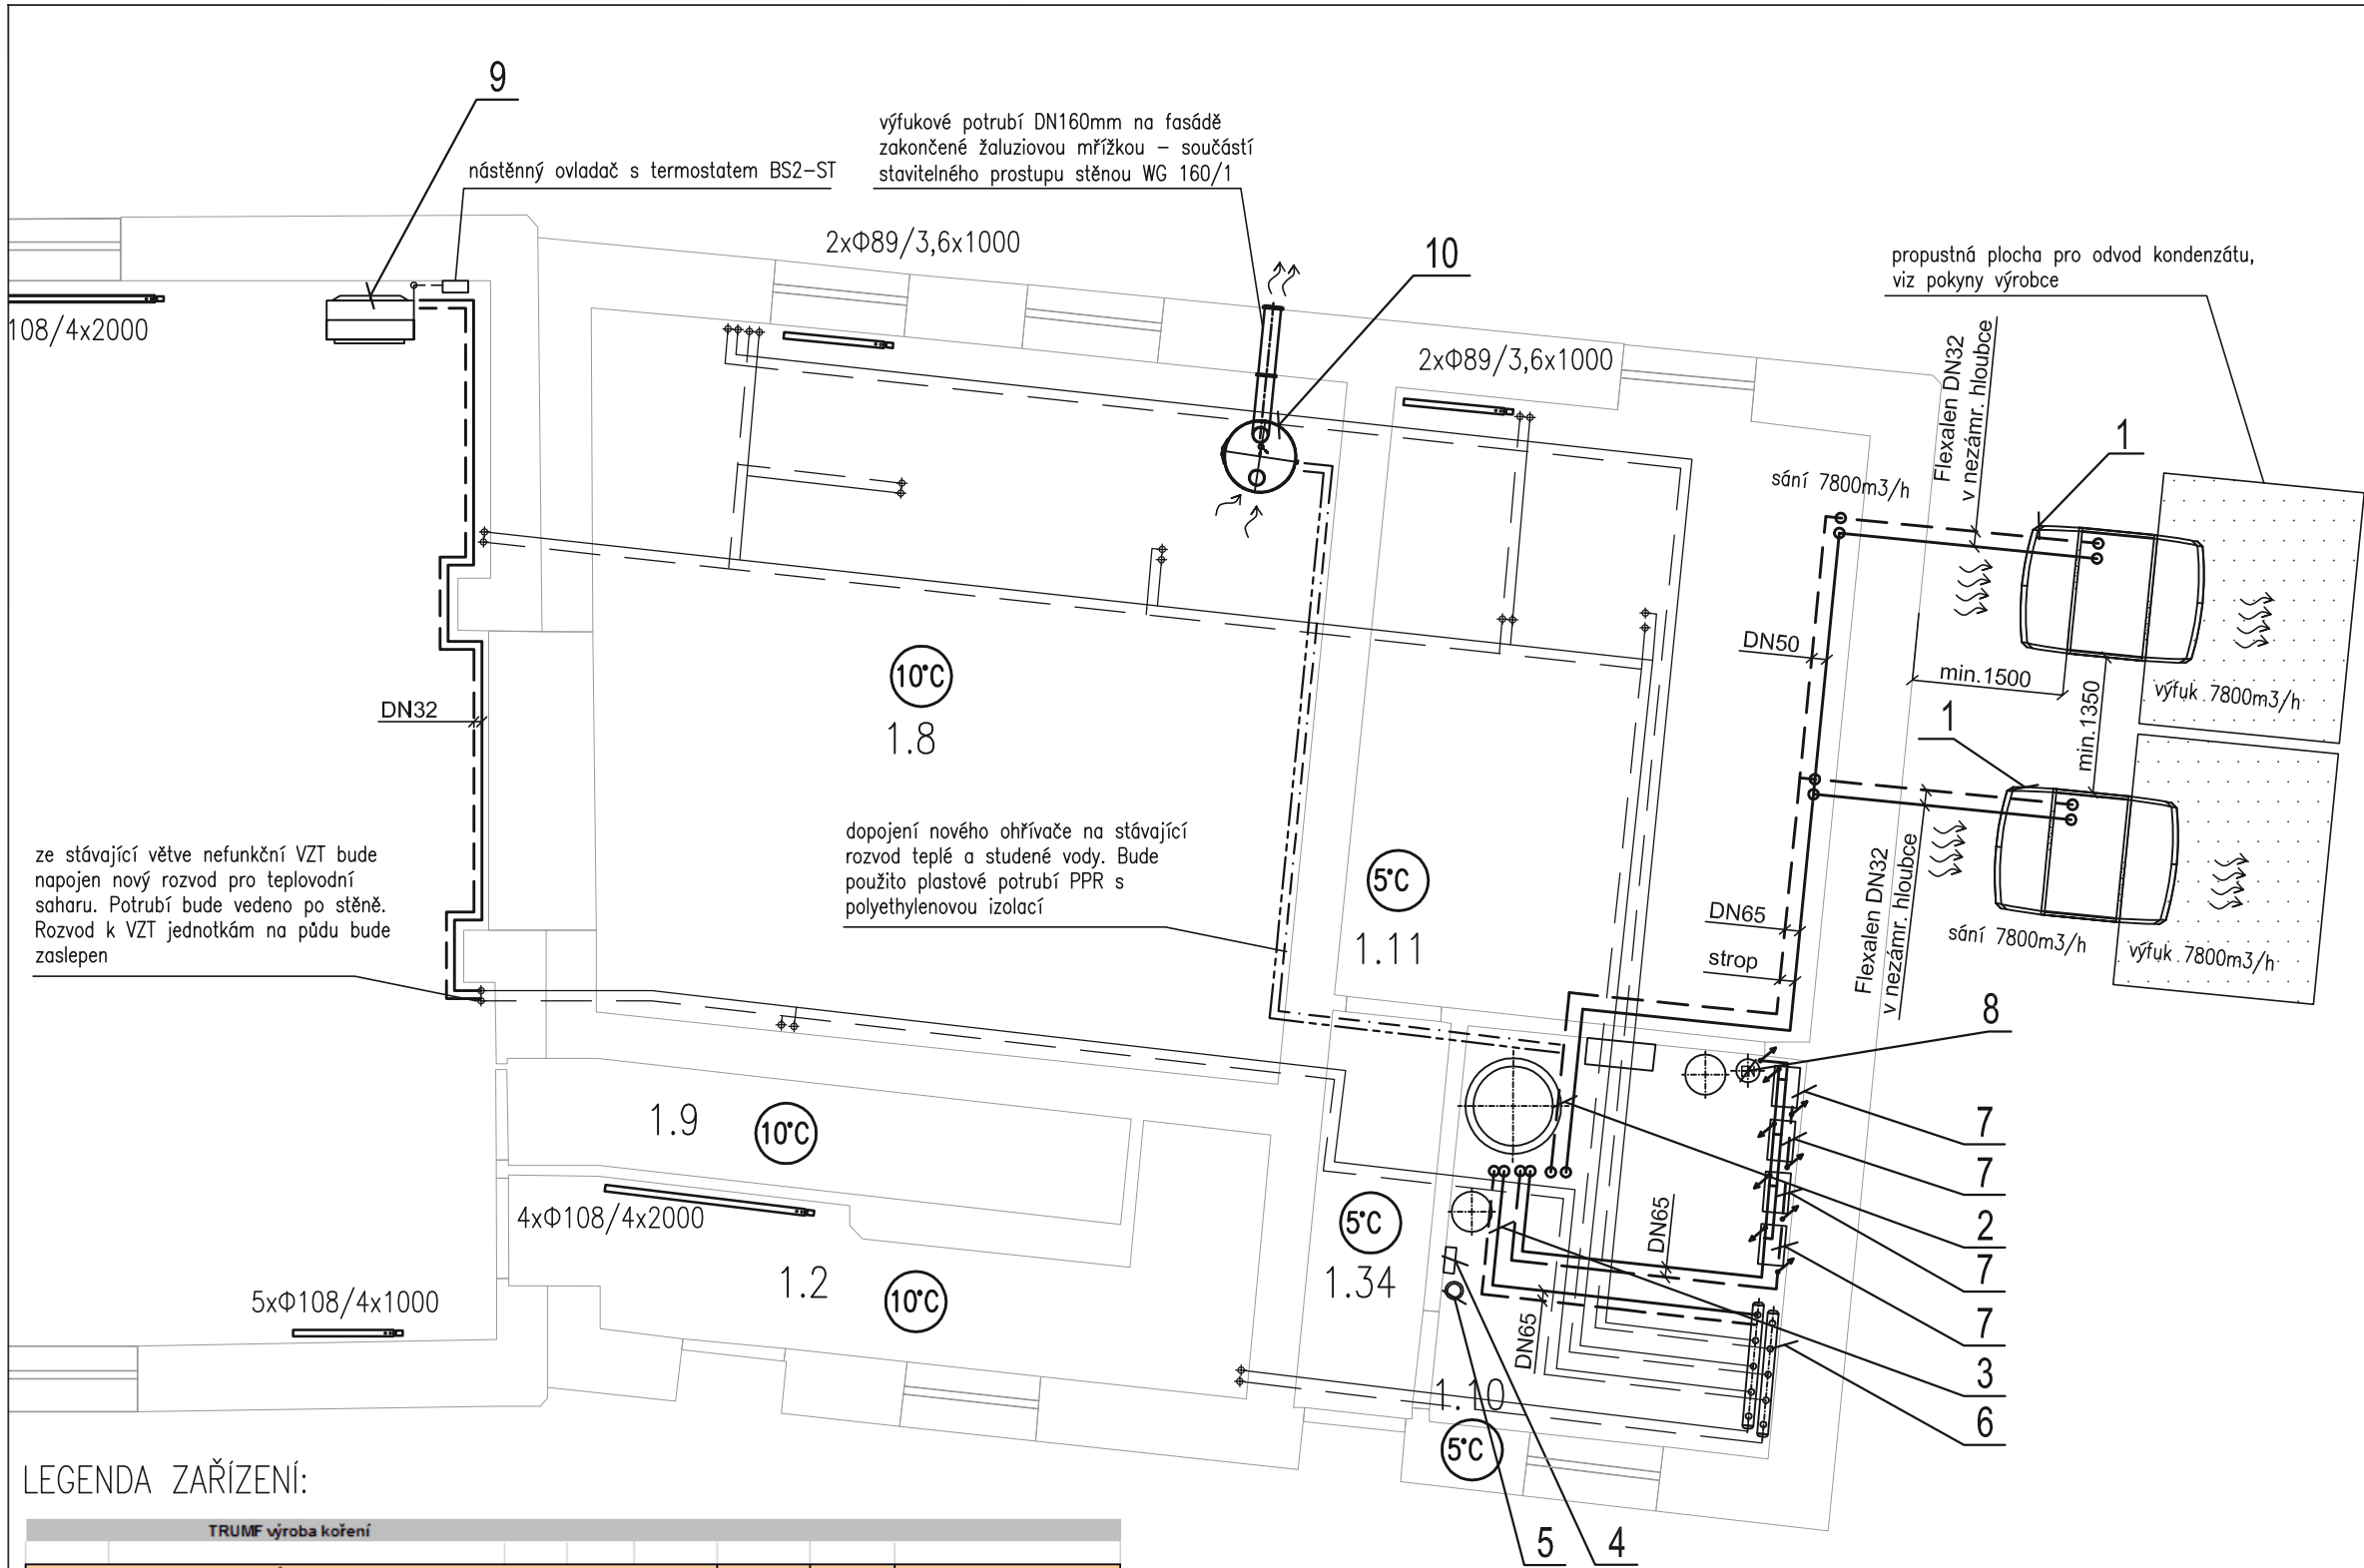 9
nástěnný ovladač s termostatem BS2-ST
výfukové potrubí DN160mm na fasádě
zakončené žaluziovou mřížkou – součástí
stavitelného prostupu stěnou WG 160/1
2xΦ89/3,6x1000
10
propustná plocha pro odvod kondenzátu,
viz pokyny výrobce
108/4x2000
2xΦ89/3,6x1000
Flexalen DN32
v nezámr. hloubce
1
sání 7800m3/h
DN50
min.1500
výfuk 7800m3/h
min.1350
10°C
1.8
DN32
1
ze stávající větve nefunkční VZT bude
napojen nový rozvod pro teplovodní
saharu. Potrubí bude vedeno po stěně.
Rozvod k VZT jednotkám na půdu bude
zaslepen
dopojení nového ohřívače na stávající
rozvod teplé a studené vody. Bude
použito plastové potrubí PPR s
polyethylenovou izolací
5°C
1.11
DN65
strop
Flexalen DN32
v nezámr. hloubce
sání 7800m3/h
výfuk 7800m3/h
8
7
7
2
7
7
3
6
1.9
10°C
4xΦ108/4x2000
1.2
10°C
5°C
1.34
DN65
DN65
5xΦ108/4x1000
1.10
5°C
5
4
LEGENDA ZAŘÍZENÍ:
TRUMF výroba koření